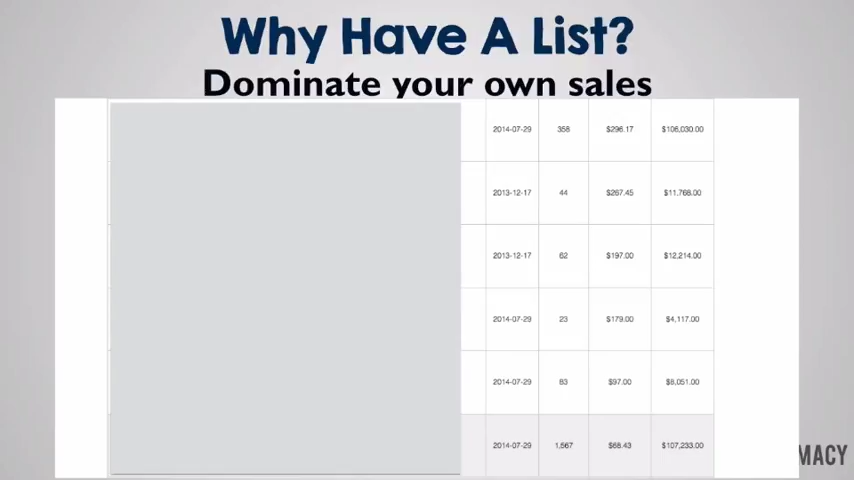 Why Have A List?
Dominate your own sales
2014-07-29 358 $296.17 $106,030.00
2013-12-17 44 $267.45 $11,768.00
2013-12-17 62 $197.00 $12,214.00
2014-07-29 23 $179.00 $4,117.00
2014-07-29 83 $97.00 $8,051.00
2014-07-29 1,567 $68.43 $107,233.00
MACY